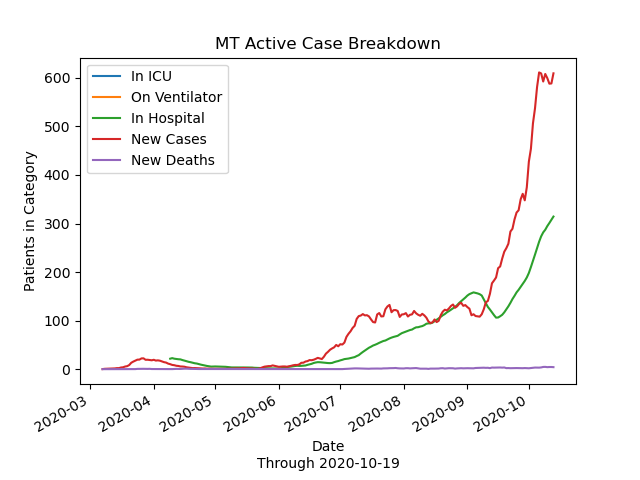 MT Active Case Breakdown
In ICU
On Ventilator
In Hospital
New Cases
New Deaths
Patients in Category
600
500
400
300
200
100
0
2020-03
2020-04
2020-05
2020-06
2020-07
2020-08
2020-09
2020-10
Date
Through 2020-10-19